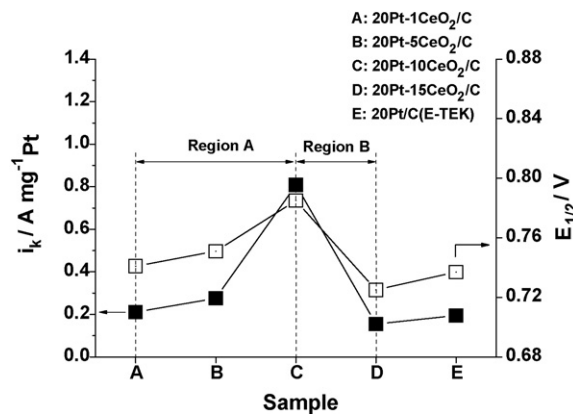 A: 20Pt-1CeO₂/C
B: 20Pt-5CeO₂/C
C: 20Pt-10CeO₂/C
D: 20Pt-15CeO₂/C
E: 20Pt/C(E-TEK)
1.4
1.2
1.0
0.8
0.6
0.4
0.2
0.0
iₖ / A mg⁻¹ Pt
Region A
Region B
0.88
0.84
0.80
0.76
0.72
0.68
E₁/₂ / V
A B C D E
Sample